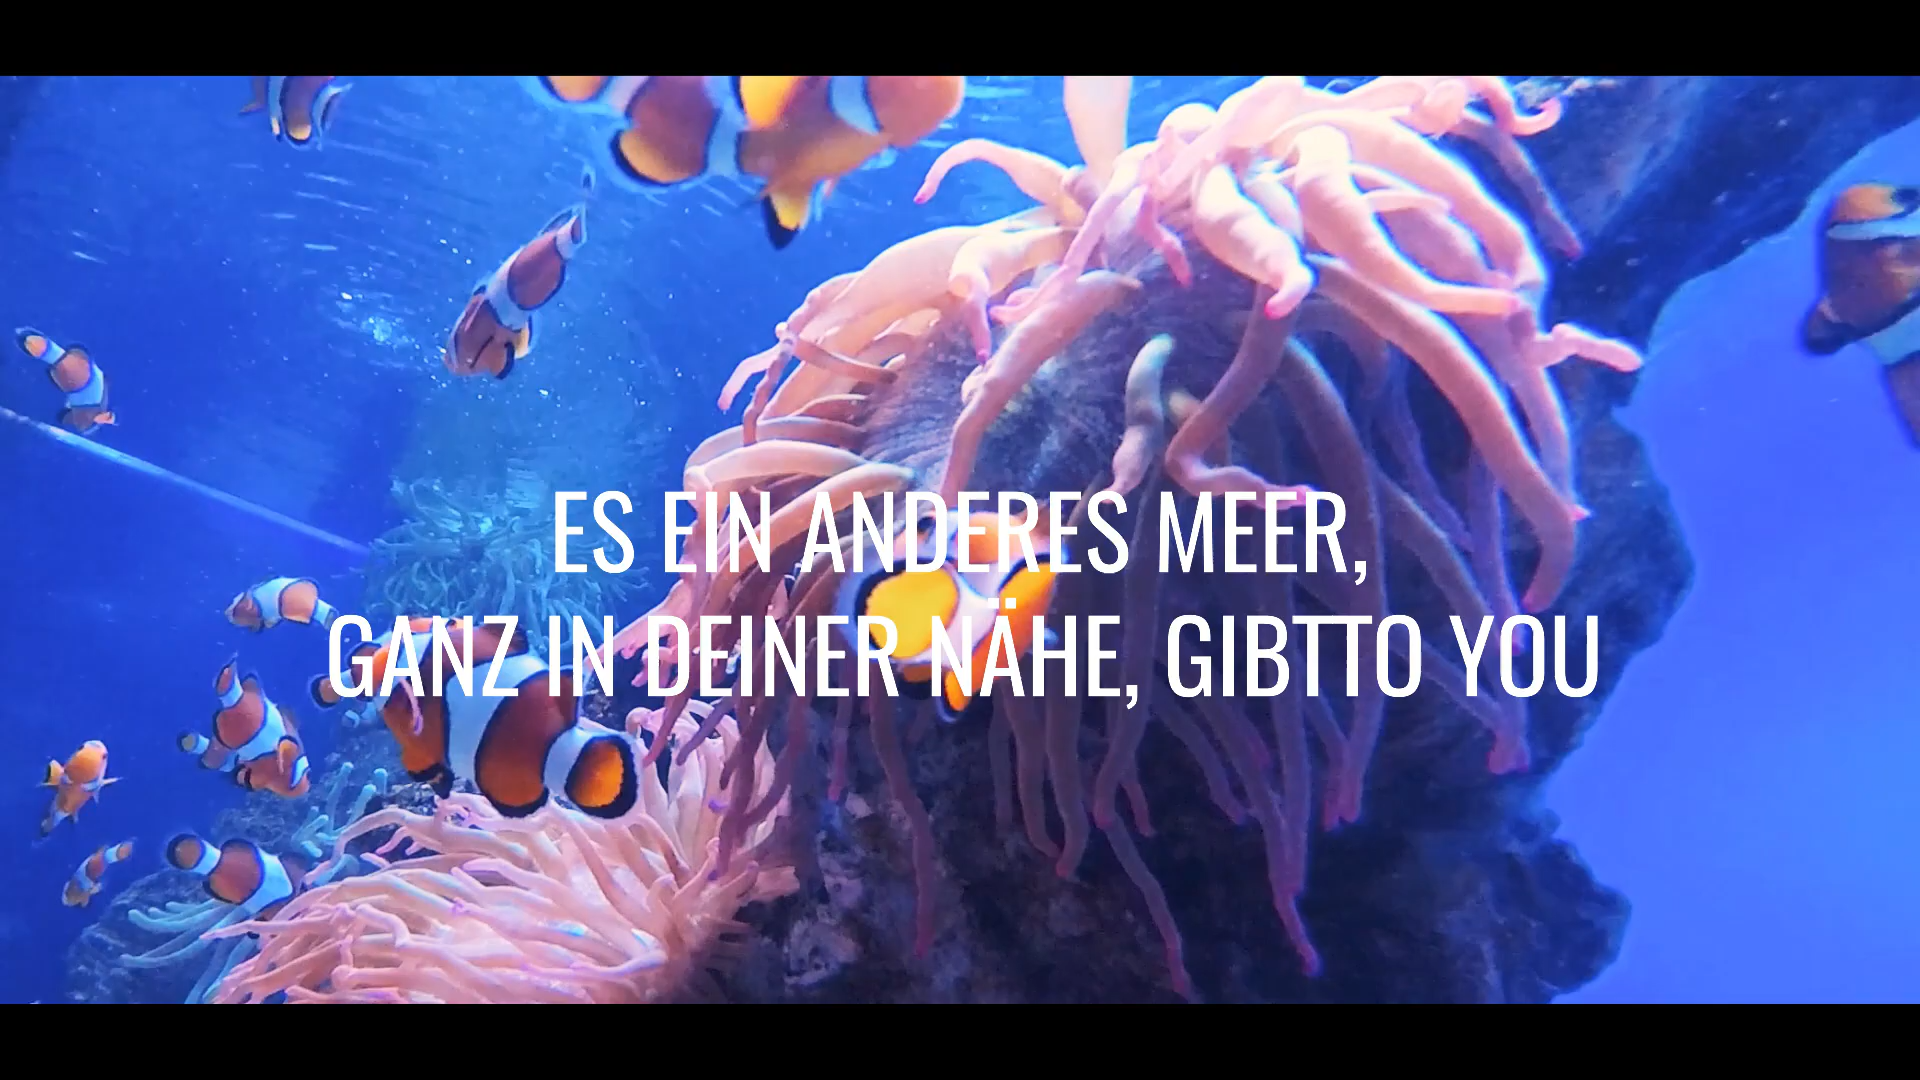 ES EIN ANDERES MEER,
GANZ IN DEINER NÄHE, GIBTTO YOU